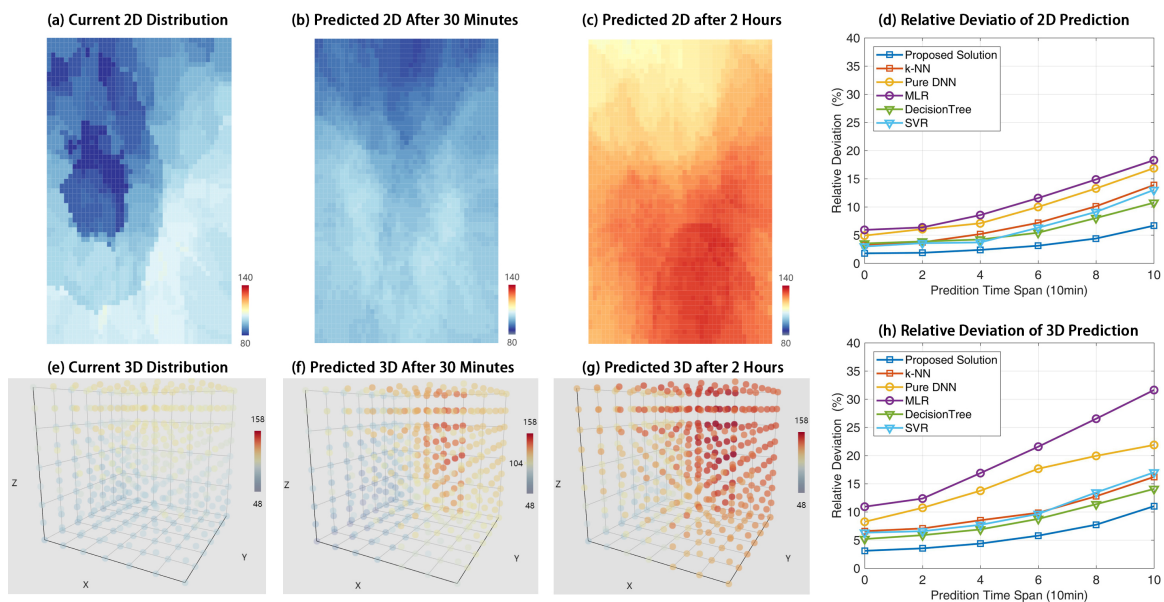 (a) Current 2D Distribution
140
80
(b) Predicted 2D After 30 Minutes
140
80
(c) Predicted 2D after 2 Hours
140
80
(d) Relative Deviatio of 2D Prediction
40
35
30
25
20
15
10
5
0
Relative Deviation (%)
Proposed Solution
k-NN
Pure DNN
MLR
DecisionTree
SVR
0 2 4 6 8 10
Predition Time Span (10min)
(e) Current 3D Distribution
158
48
Z
X
Y
(f) Predicted 3D After 30 Minutes
158
104
48
Z
X
Y
(g) Predicted 3D after 2 Hours
158
48
Z
X
Y
(h) Relative Deviation of 3D Prediction
40
35
30
25
20
15
10
5
0
Relative Deviation (%)
Proposed Solution
k-NN
Pure DNN
MLR
DecisionTree
SVR
0 2 4 6 8 10
Predition Time Span (10min)